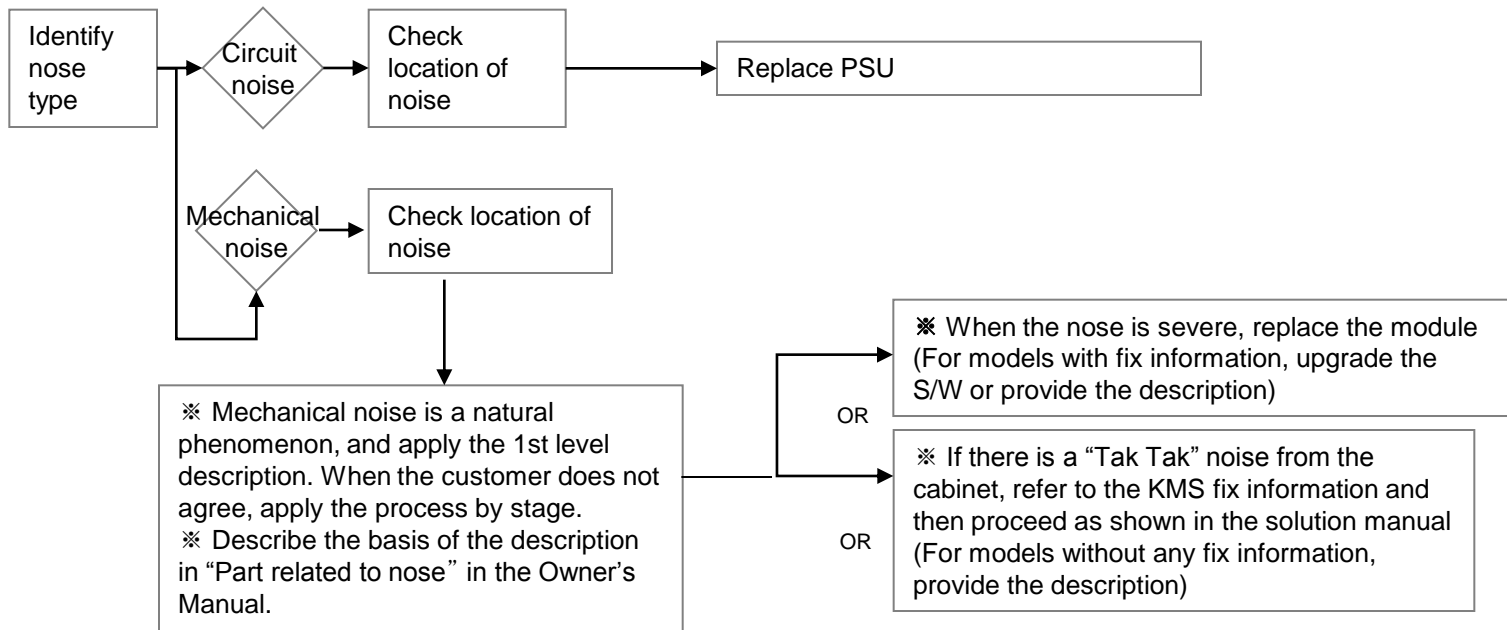 Identify
nose
type
Circuit
noise
Check
location of
noise
Replace PSU
Mechanical
noise
Check location of
noise
※ Mechanical noise is a natural
phenomenon, and apply the 1st level
description. When the customer does not
agree, apply the process by stage.
※ Describe the basis of the description
in “Part related to nose” in the Owner’s
Manual.
OR
OR
※ When the nose is severe, replace the module
(For models with fix information, upgrade the
S/W or provide the description)
※ If there is a “Tak Tak” noise from the
cabinet, refer to the KMS fix information and
then proceed as shown in the solution manual
(For models without any fix information,
provide the description)